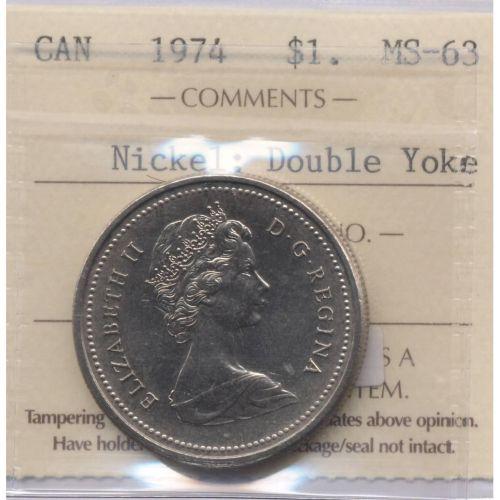 CAN 1974 $1. MS-63
— COMMENTS —
Nickel: Double Yoke
O. —
ELIZABETH II D·G·REGINA
S A
TEM.
Tampering ates above opinion.
Have holde kage/seal not intact.